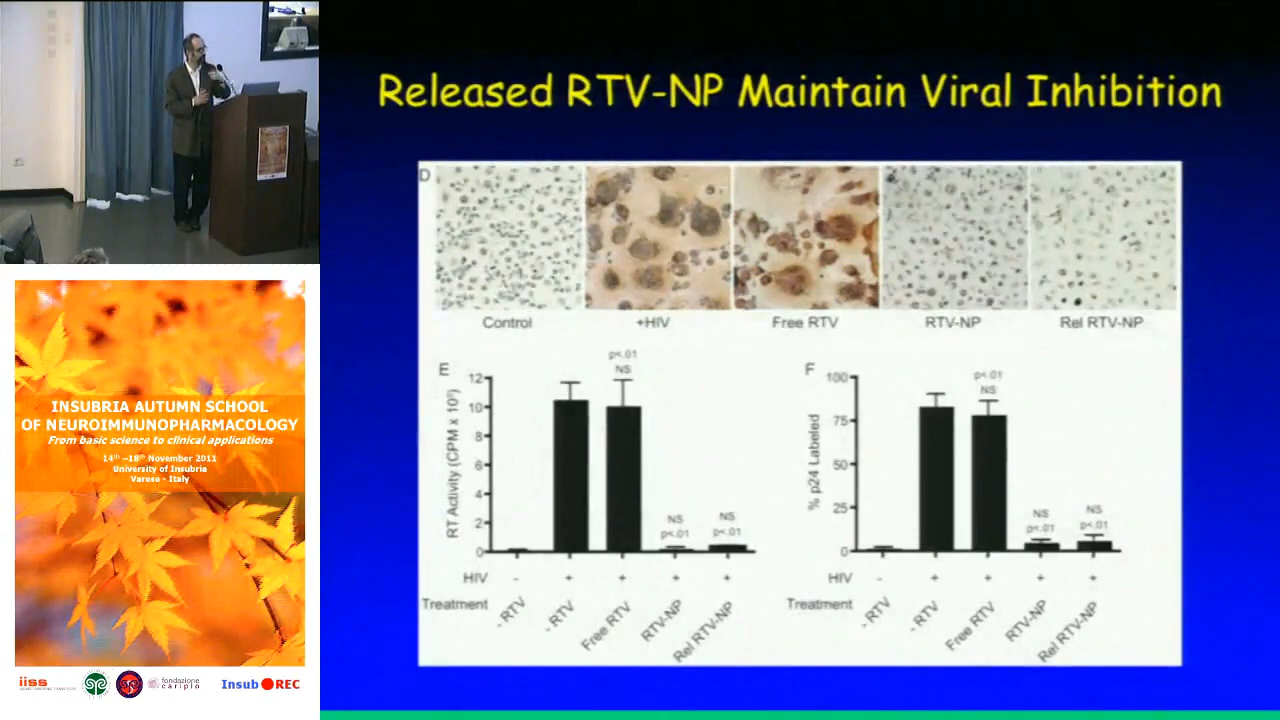 Released RTV-NP Maintain Viral Inhibition
D
Control
+HIV
Free RTV
RTV-NP
Rel RTV-NP
E
RT Activity (CPM x 10⁵)
12
10
8
6
4
2
0
p<.01
NS
NS
p<.01
NS
p<.01
HIV - + + + +
Treatment
- RTV
- RTV
Free RTV
RTV-NP
Rel RTV-NP
F
% p24 Labeled
100
75
50
25
0
p<.01
NS
NS
p<.01
NS
p<.01
HIV - + + + +
Treatment
- RTV
- RTV
Free RTV
RTV-NP
Rel RTV-NP
INSUBRIA AUTUMN SCHOOL
OF NEUROIMMUNOPHARMACOLOGY
From basic science to clinical applications
14th –18th November 2011
University of Insubria
Varese - Italy
iiss
fondazione
cariplo
Insub REC